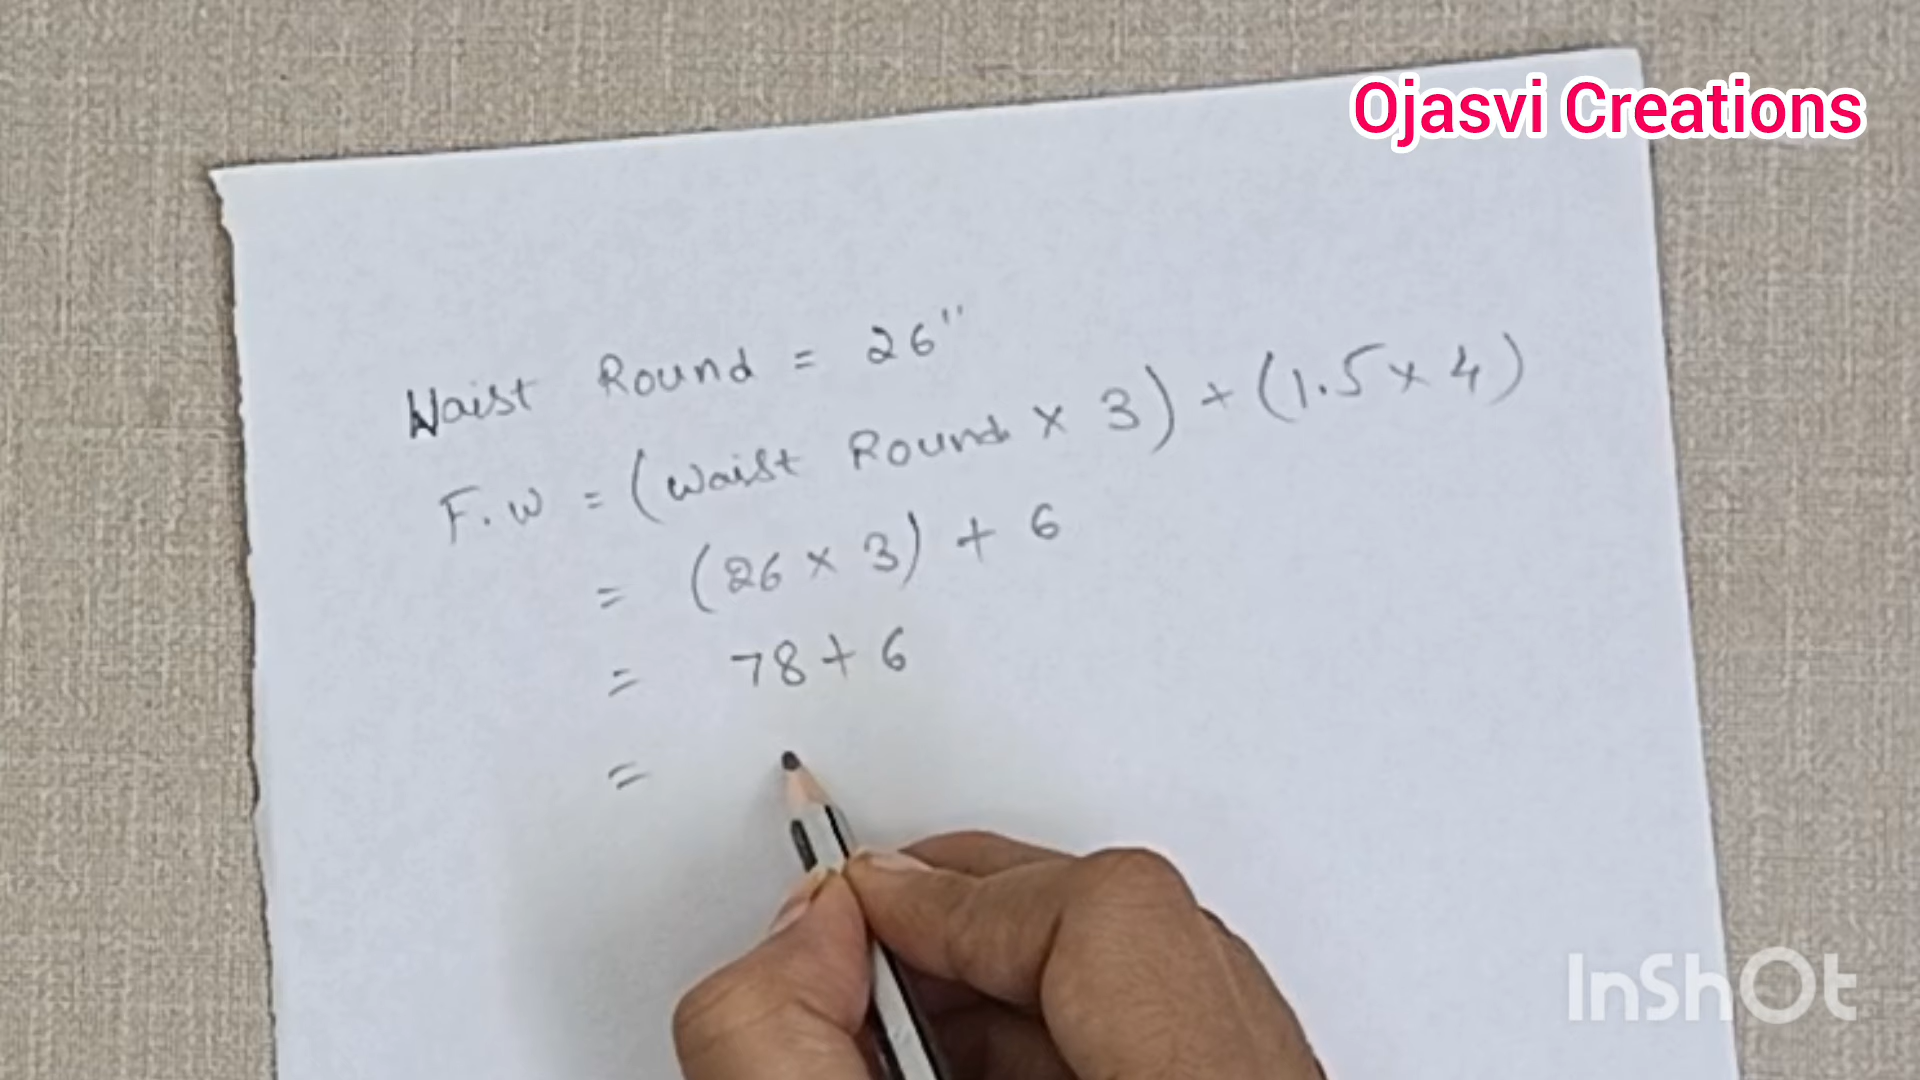 Ojasvi Creations
Waist Round = 26"
F.W = (Waist Round × 3) + (1.5 × 4)
= (26 × 3) + 6
= 78 + 6
=
InShOt